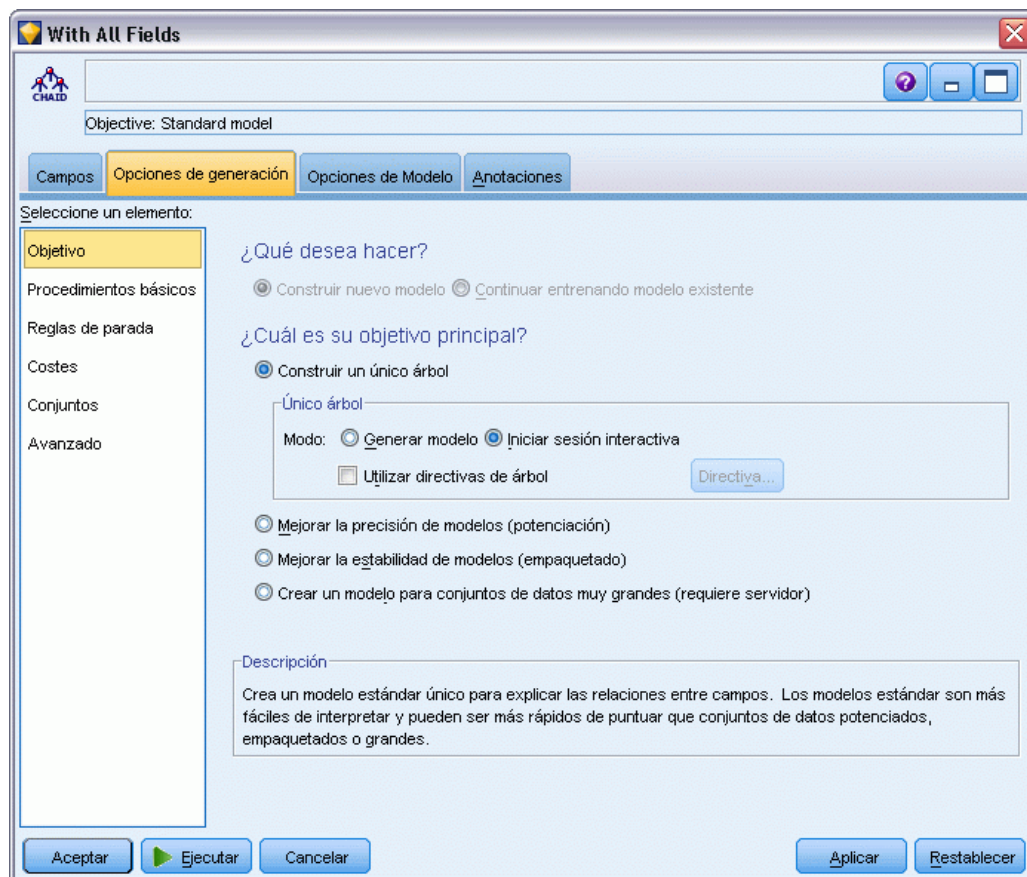 With All Fields
CHAID
?
Objective: Standard model
Campos
Opciones de generación
Opciones de Modelo
Anotaciones
Seleccione un elemento:
Objetivo
Procedimientos básicos
Reglas de parada
Costes
Conjuntos
Avanzado
¿Qué desea hacer?
Construir nuevo modelo Continuar entrenando modelo existente
¿Cuál es su objetivo principal?
Construir un único árbol
Único árbol
Modo: Generar modelo Iniciar sesión interactiva
Utilizar directivas de árbol Directiva...
Mejorar la precisión de modelos (potenciación)
Mejorar la estabilidad de modelos (empaquetado)
Crear un modelo para conjuntos de datos muy grandes (requiere servidor)
Descripción
Crea un modelo estándar único para explicar las relaciones entre campos. Los modelos estándar son más
fáciles de interpretar y pueden ser más rápidos de puntuar que conjuntos de datos potenciados,
empaquetados o grandes.
Aceptar Ejecutar Cancelar Aplicar Restablecer